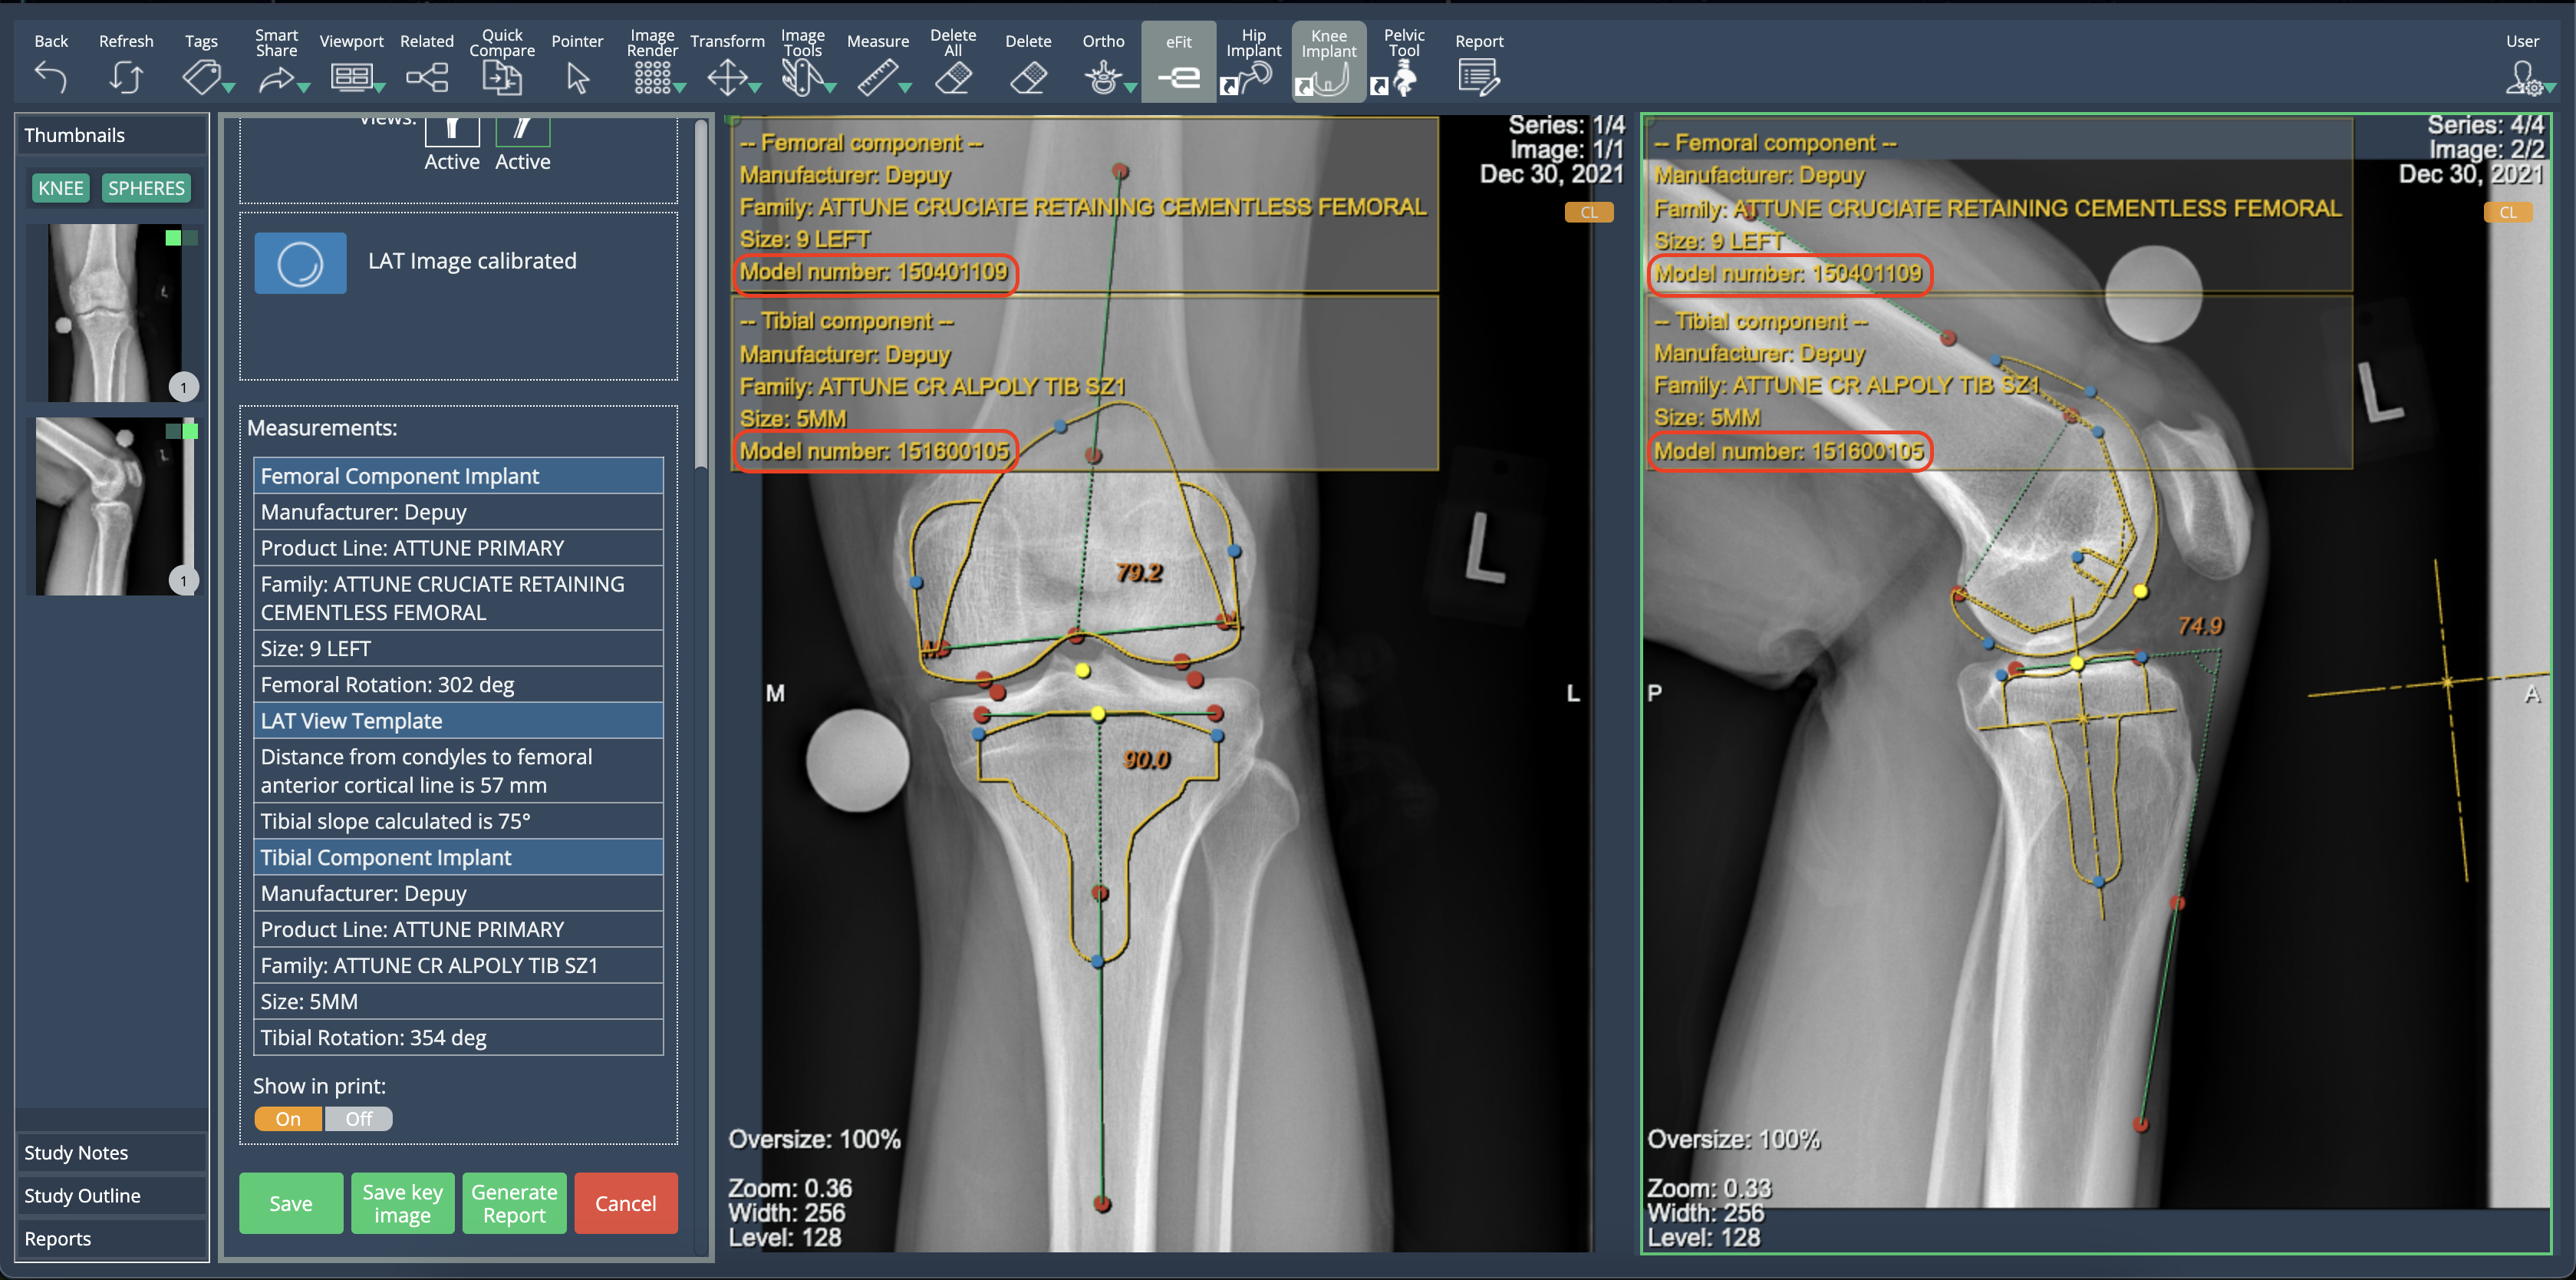 Back
Refresh
Tags
Smart Share
Viewport
Related
Quick Compare
Pointer
Image Render
Transform
Image Tools
Measure
Delete All
Delete
Ortho
eFit
Hip Implant
Knee Implant
Pelvic Tool
Report
User
Thumbnails
KNEE SPHERES
L
1
L
1
Study Notes
Study Outline
Reports
Views:
Active Active
LAT Image calibrated
Measurements:
Femoral Component Implant
Manufacturer: Depuy
Product Line: ATTUNE PRIMARY
Family: ATTUNE CRUCIATE RETAINING
CEMENTLESS FEMORAL
Size: 9 LEFT
Femoral Rotation: 302 deg
LAT View Template
Distance from condyles to femoral
anterior cortical line is 57 mm
Tibial slope calculated is 75°
Tibial Component Implant
Manufacturer: Depuy
Product Line: ATTUNE PRIMARY
Family: ATTUNE CR ALPOLY TIB SZ1
Size: 5MM
Tibial Rotation: 354 deg
Show in print:
On Off
Save
Save key image
Generate Report
Cancel
-- Femoral component --
Manufacturer: Depuy
Family: ATTUNE CRUCIATE RETAINING CEMENTLESS FEMORAL
Size: 9 LEFT
Model number: 150401109
-- Tibial component --
Manufacturer: Depuy
Family: ATTUNE CR ALPOLY TIB SZ1
Size: 5MM
Model number: 151600105
Series: 1/4
Image: 1/1
Dec 30, 2021
CL
L
79.2
M
L
M
L
90.0
Oversize: 100%
Zoom: 0.36
Width: 256
Level: 128
-- Femoral component --
Manufacturer: Depuy
Family: ATTUNE CRUCIATE RETAINING CEMENTLESS FEMORAL
Size: 9 LEFT
Model number: 150401109
-- Tibial component --
Manufacturer: Depuy
Family: ATTUNE CR ALPOLY TIB SZ1
Size: 5MM
Model number: 151600105
Series: 4/4
Image: 2/2
Dec 30, 2021
CL
L
74.9
P
A
Oversize: 100%
Zoom: 0.33
Width: 256
Level: 128